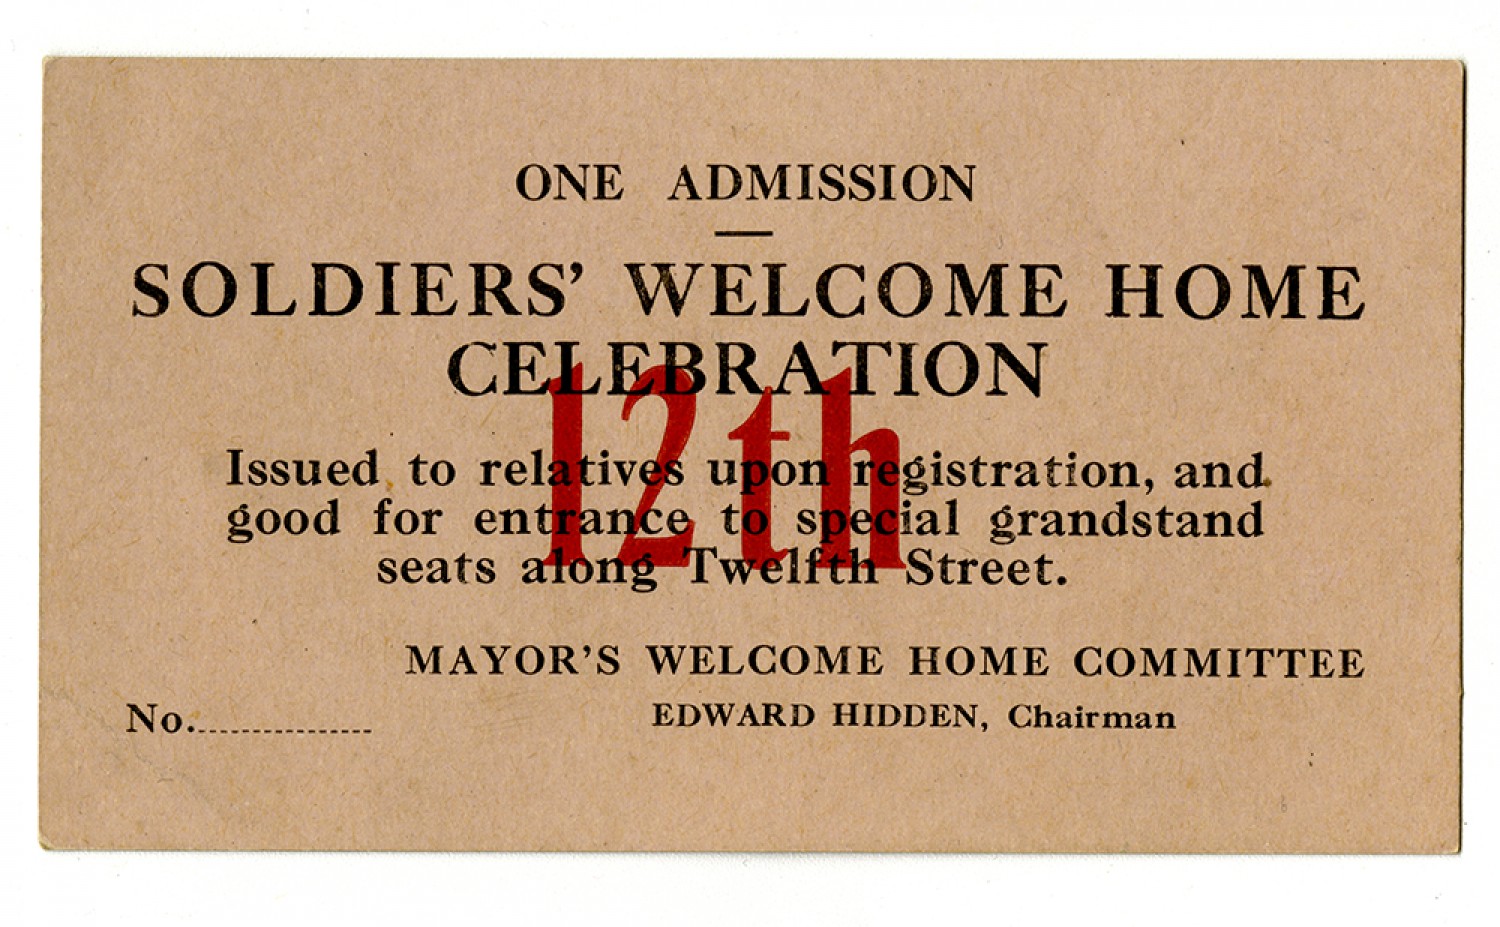 ONE ADMISSION
SOLDIERS' WELCOME HOME
CELEBRATION
12th
Issued to relatives upon registration, and
good for entrance to special grandstand
seats along Twelfth Street.
MAYOR'S WELCOME HOME COMMITTEE
No.................. EDWARD HIDDEN, Chairman